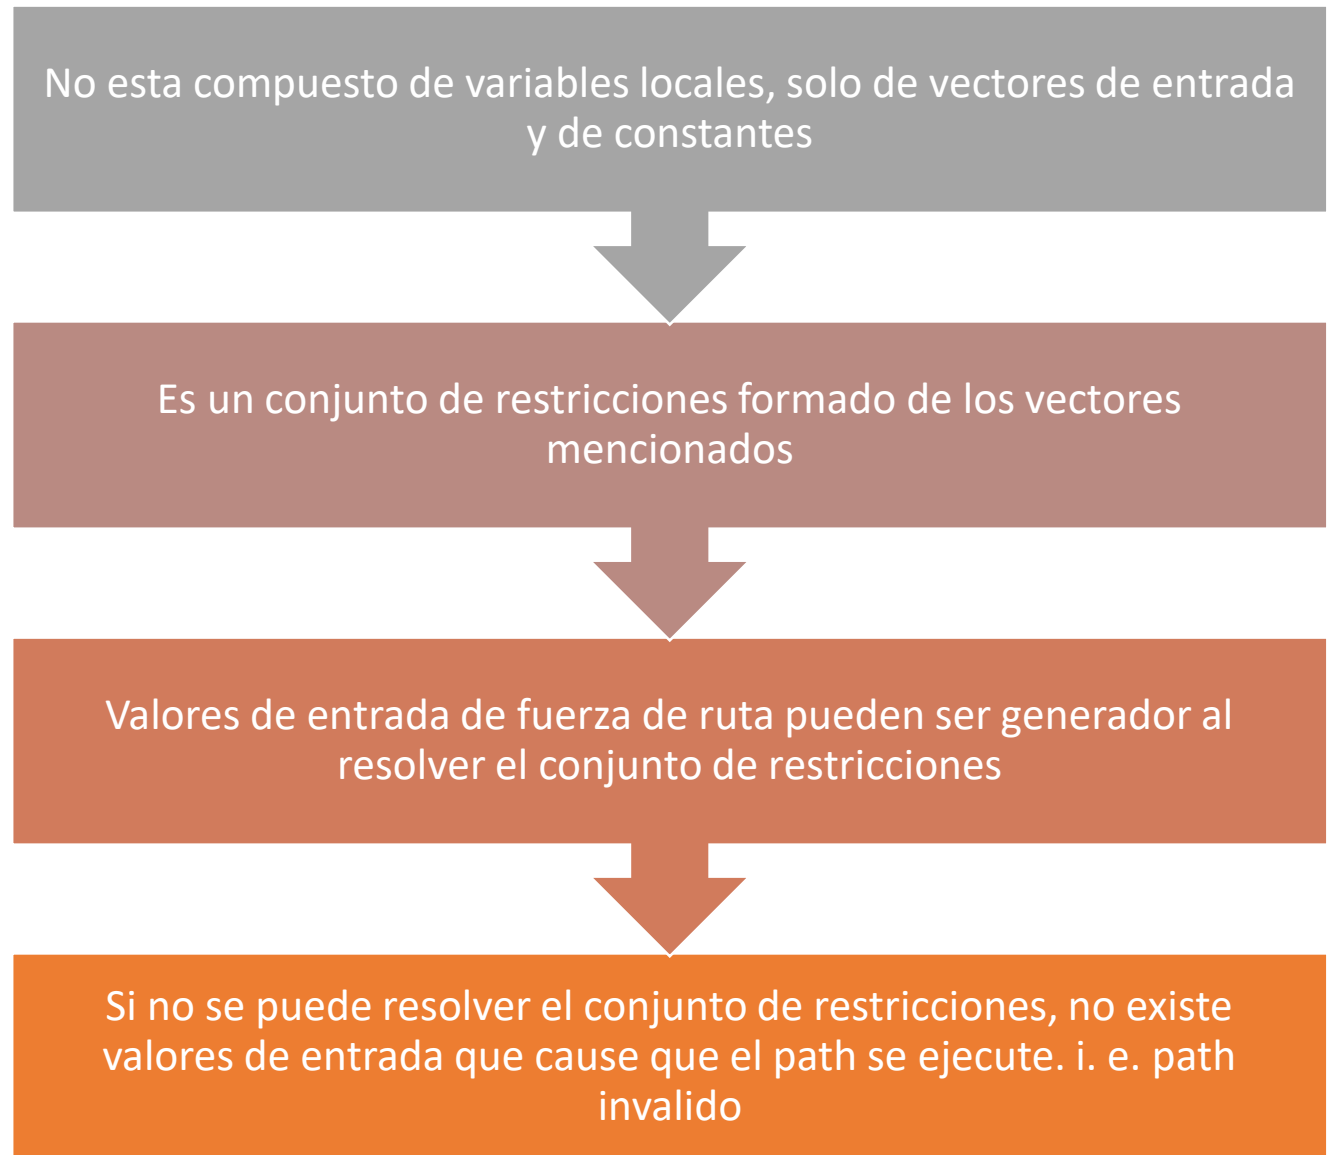 No esta compuesto de variables locales, solo de vectores de entrada
y de constantes
Es un conjunto de restricciones formado de los vectores
mencionados
Valores de entrada de fuerza de ruta pueden ser generador al
resolver el conjunto de restricciones
Si no se puede resolver el conjunto de restricciones, no existe
valores de entrada que cause que el path se ejecute. i. e. path
invalido